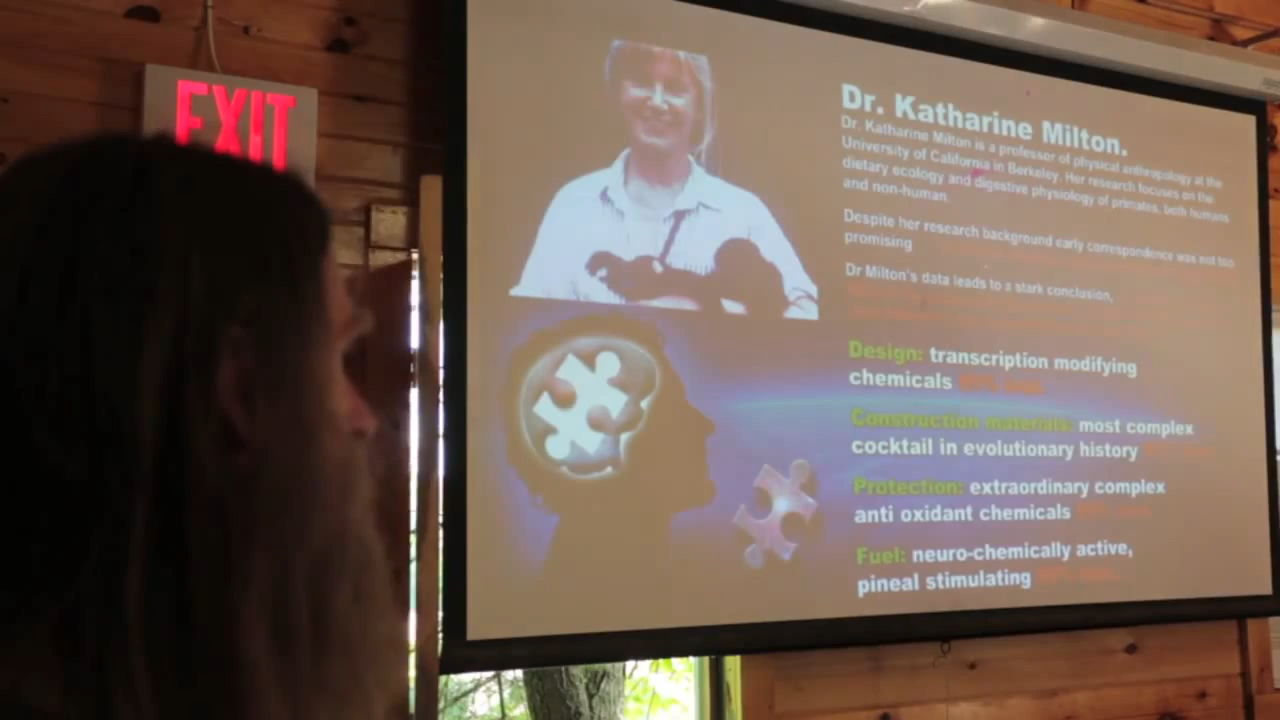 EXIT
Dr. Katharine Milton.
Dr. Katharine Milton is a professor of physical anthropology at the
University of California in Berkeley. Her research focuses on the
dietary ecology and digestive physiology of primates, both humans
and non-human.
Despite her research background early correspondence was not too
promising
Dr Milton's data leads to a stark conclusion,
Design: transcription modifying
chemicals
Construction materials: most complex
cocktail in evolutionary history
Protection: extraordinary complex
anti oxidant chemicals
Fuel: neuro-chemically active,
pineal stimulating